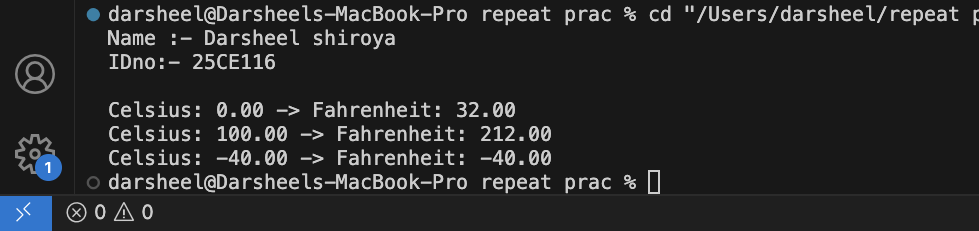 darsheel@Darsheels-MacBook-Pro repeat prac % cd "/Users/darsheel/repeat p
Name :- Darsheel shiroya
IDno:- 25CE116
Celsius: 0.00 -> Fahrenheit: 32.00
Celsius: 100.00 -> Fahrenheit: 212.00
Celsius: -40.00 -> Fahrenheit: -40.00
darsheel@Darsheels-MacBook-Pro repeat prac %
1
0 0